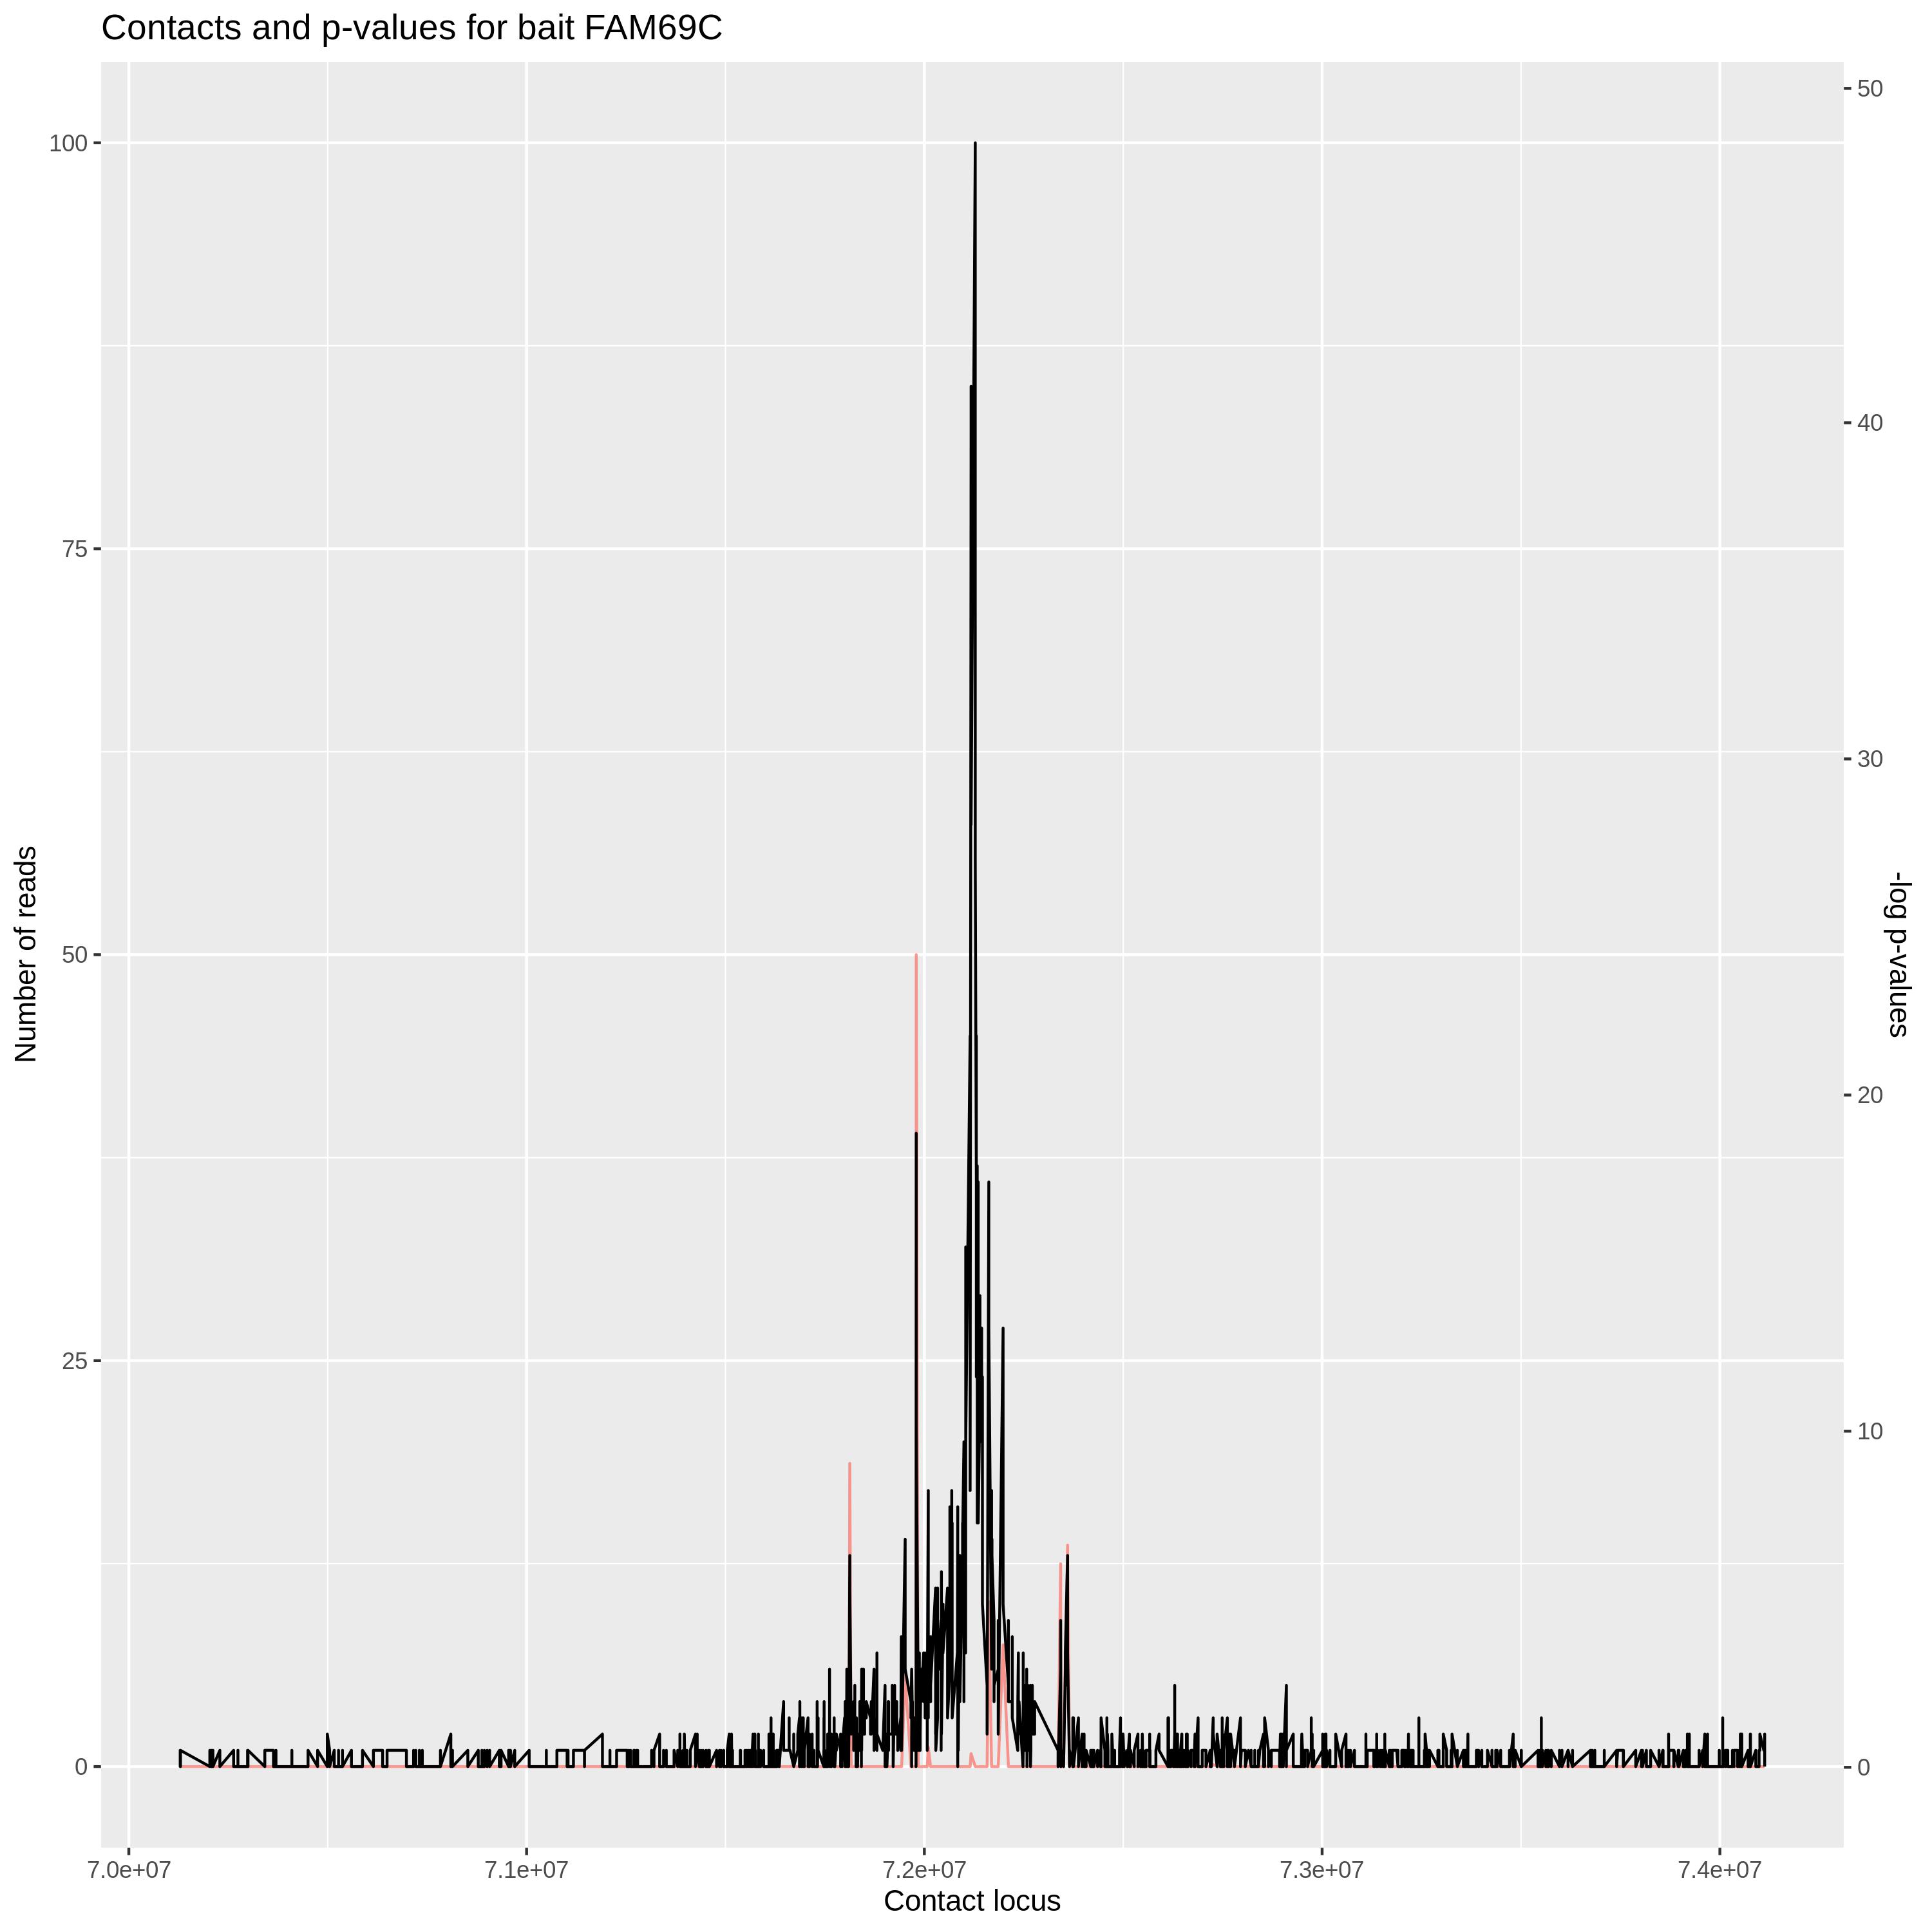 Contacts and p-values for bait FAM69C
100
75
50
25
0
Number of reads
50
40
30
20
10
0
-log p-values
7.0e+07
7.1e+07
7.2e+07
7.3e+07
7.4e+07
Contact locus